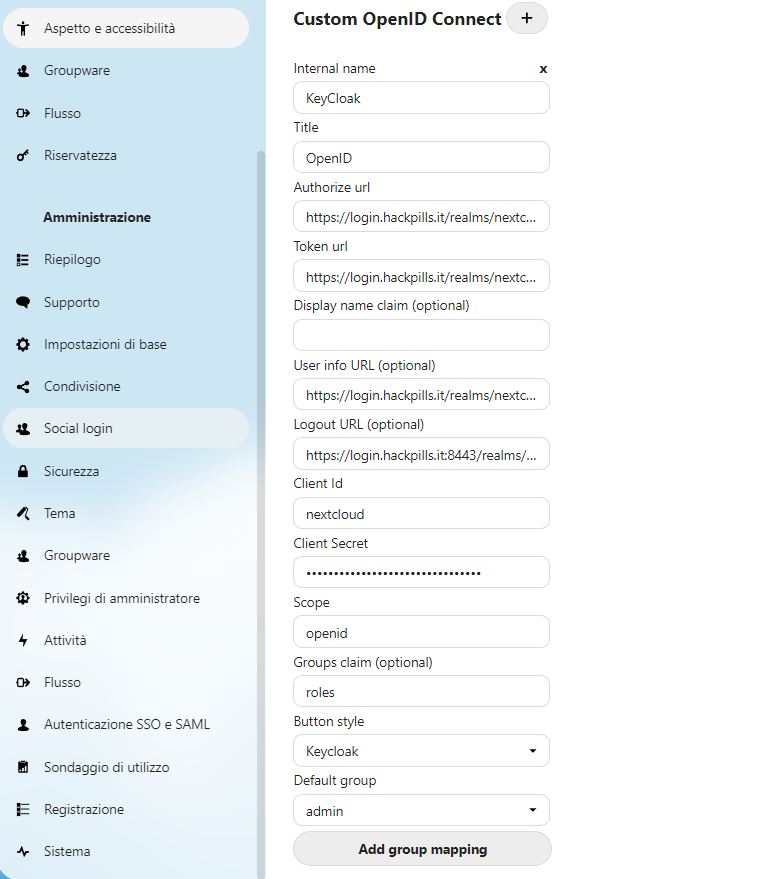 Aspetto e accessibilità
Groupware
Flusso
Riservatezza
Amministrazione
Riepilogo
Supporto
Impostazioni di base
Condivisione
Social login
Sicurezza
Tema
Groupware
Privilegi di amministratore
Attività
Flusso
Autenticazione SSO e SAML
Sondaggio di utilizzo
Registrazione
Sistema
Custom OpenID Connect +
Internal name x
KeyCloak
Title
OpenID
Authorize url
https://login.hackpills.it/realms/nextc...
Token url
https://login.hackpills.it/realms/nextc...
Display name claim (optional)
User info URL (optional)
https://login.hackpills.it/realms/nextc...
Logout URL (optional)
https://login.hackpills.it:8443/realms/...
Client Id
nextcloud
Client Secret
••••••••••••••••••••••••••••••••
Scope
openid
Groups claim (optional)
roles
Button style
Keycloak
Default group
admin
Add group mapping